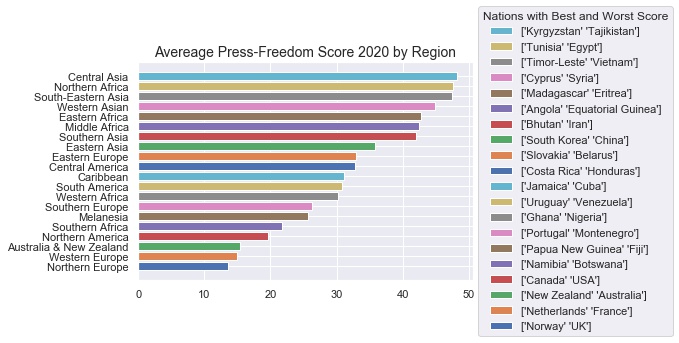 Avereage Press-Freedom Score 2020 by Region
Central Asia
Northern Africa
South-Eastern Asia
Western Asian
Eastern Africa
Middle Africa
Southern Asia
Eastern Asia
Eastern Europe
Central America
Caribbean
South America
Western Africa
Southern Europe
Melanesia
Southern Africa
Northern America
Australia & New Zealand
Western Europe
Northern Europe
0 10 20 30 40 50
Nations with Best and Worst Score
['Kyrgyzstan' 'Tajikistan']
['Tunisia' 'Egypt']
['Timor-Leste' 'Vietnam']
['Cyprus' 'Syria']
['Madagascar' 'Eritrea']
['Angola' 'Equatorial Guinea']
['Bhutan' 'Iran']
['South Korea' 'China']
['Slovakia' 'Belarus']
['Costa Rica' 'Honduras']
['Jamaica' 'Cuba']
['Uruguay' 'Venezuela']
['Ghana' 'Nigeria']
['Portugal' 'Montenegro']
['Papua New Guinea' 'Fiji']
['Namibia' 'Botswana']
['Canada' 'USA']
['New Zealand' 'Australia']
['Netherlands' 'France']
['Norway' 'UK']